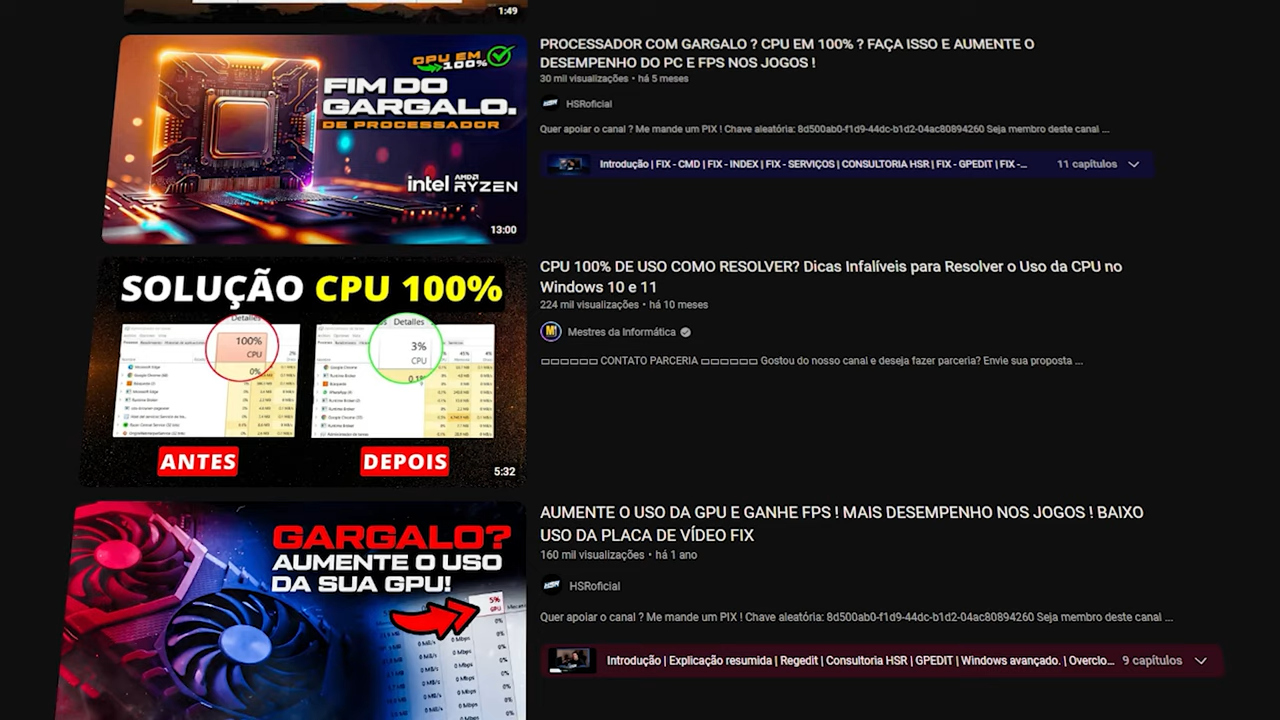 1:49
CPU EM
100%
FIM DO
GARGALO.
DE PROCESSADOR
intel AMD RYZEN
13:00
PROCESSADOR COM GARGALO ? CPU EM 100% ? FAÇA ISSO E AUMENTE O
DESEMPENHO DO PC E FPS NOS JOGOS !
30 mil visualizações • há 5 meses
HSRoficial
Quer apoiar o canal ? Me mande um PIX ! Chave aleatória: 8d500ab0-f1d9-44dc-b1d2-04ac80894260 Seja membro deste canal ...
Introdução | FIX - CMD | FIX - INDEX | FIX - SERVIÇOS | CONSULTORIA HSR | FIX - GPEDIT | FIX -...
11 capítulos
SOLUÇÃO CPU 100%
Detalles
100%
CPU
0%
Detalles
3%
CPU
ANTES
DEPOIS
5:32
CPU 100% DE USO COMO RESOLVER? Dicas Infalíveis para Resolver o Uso da CPU no
Windows 10 e 11
224 mil visualizações • há 10 meses
Mestres da Informática
CONTATO PARCERIA Gostou do nosso canal e deseja fazer parceria? Envie sua proposta ...
GARGALO?
AUMENTE O USO
DA SUA GPU!
5%
GPU
AUMENTE O USO DA GPU E GANHE FPS ! MAIS DESEMPENHO NOS JOGOS ! BAIXO
USO DA PLACA DE VÍDEO FIX
160 mil visualizações • há 1 ano
HSRoficial
Quer apoiar o canal ? Me mande um PIX ! Chave aleatória: 8d500ab0-f1d9-44dc-b1d2-04ac80894260 Seja membro deste canal ...
Introdução | Explicação resumida | Regedit | Consultoria HSR | GPEDIT | Windows avançado. | Overclo...
9 capítulos